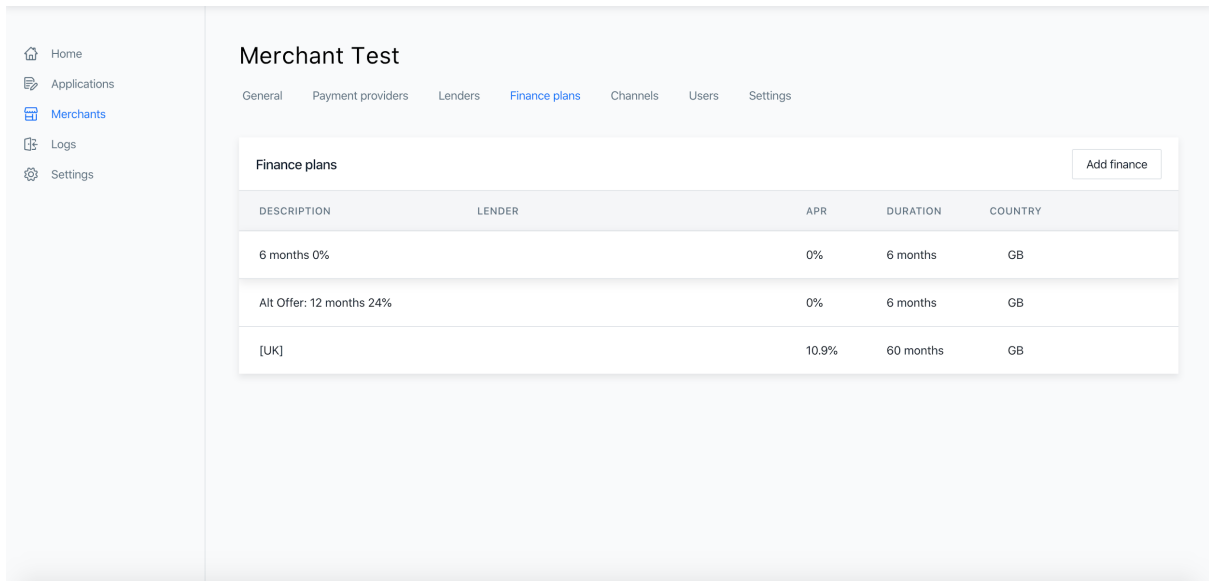 Home
Applications
Merchants
Logs
Settings
Merchant Test
General Payment providers Lenders Finance plans Channels Users Settings
Finance plans Add finance
DESCRIPTION LENDER APR DURATION COUNTRY
6 months 0% 0% 6 months GB
Alt Offer: 12 months 24% 0% 6 months GB
[UK] 10.9% 60 months GB